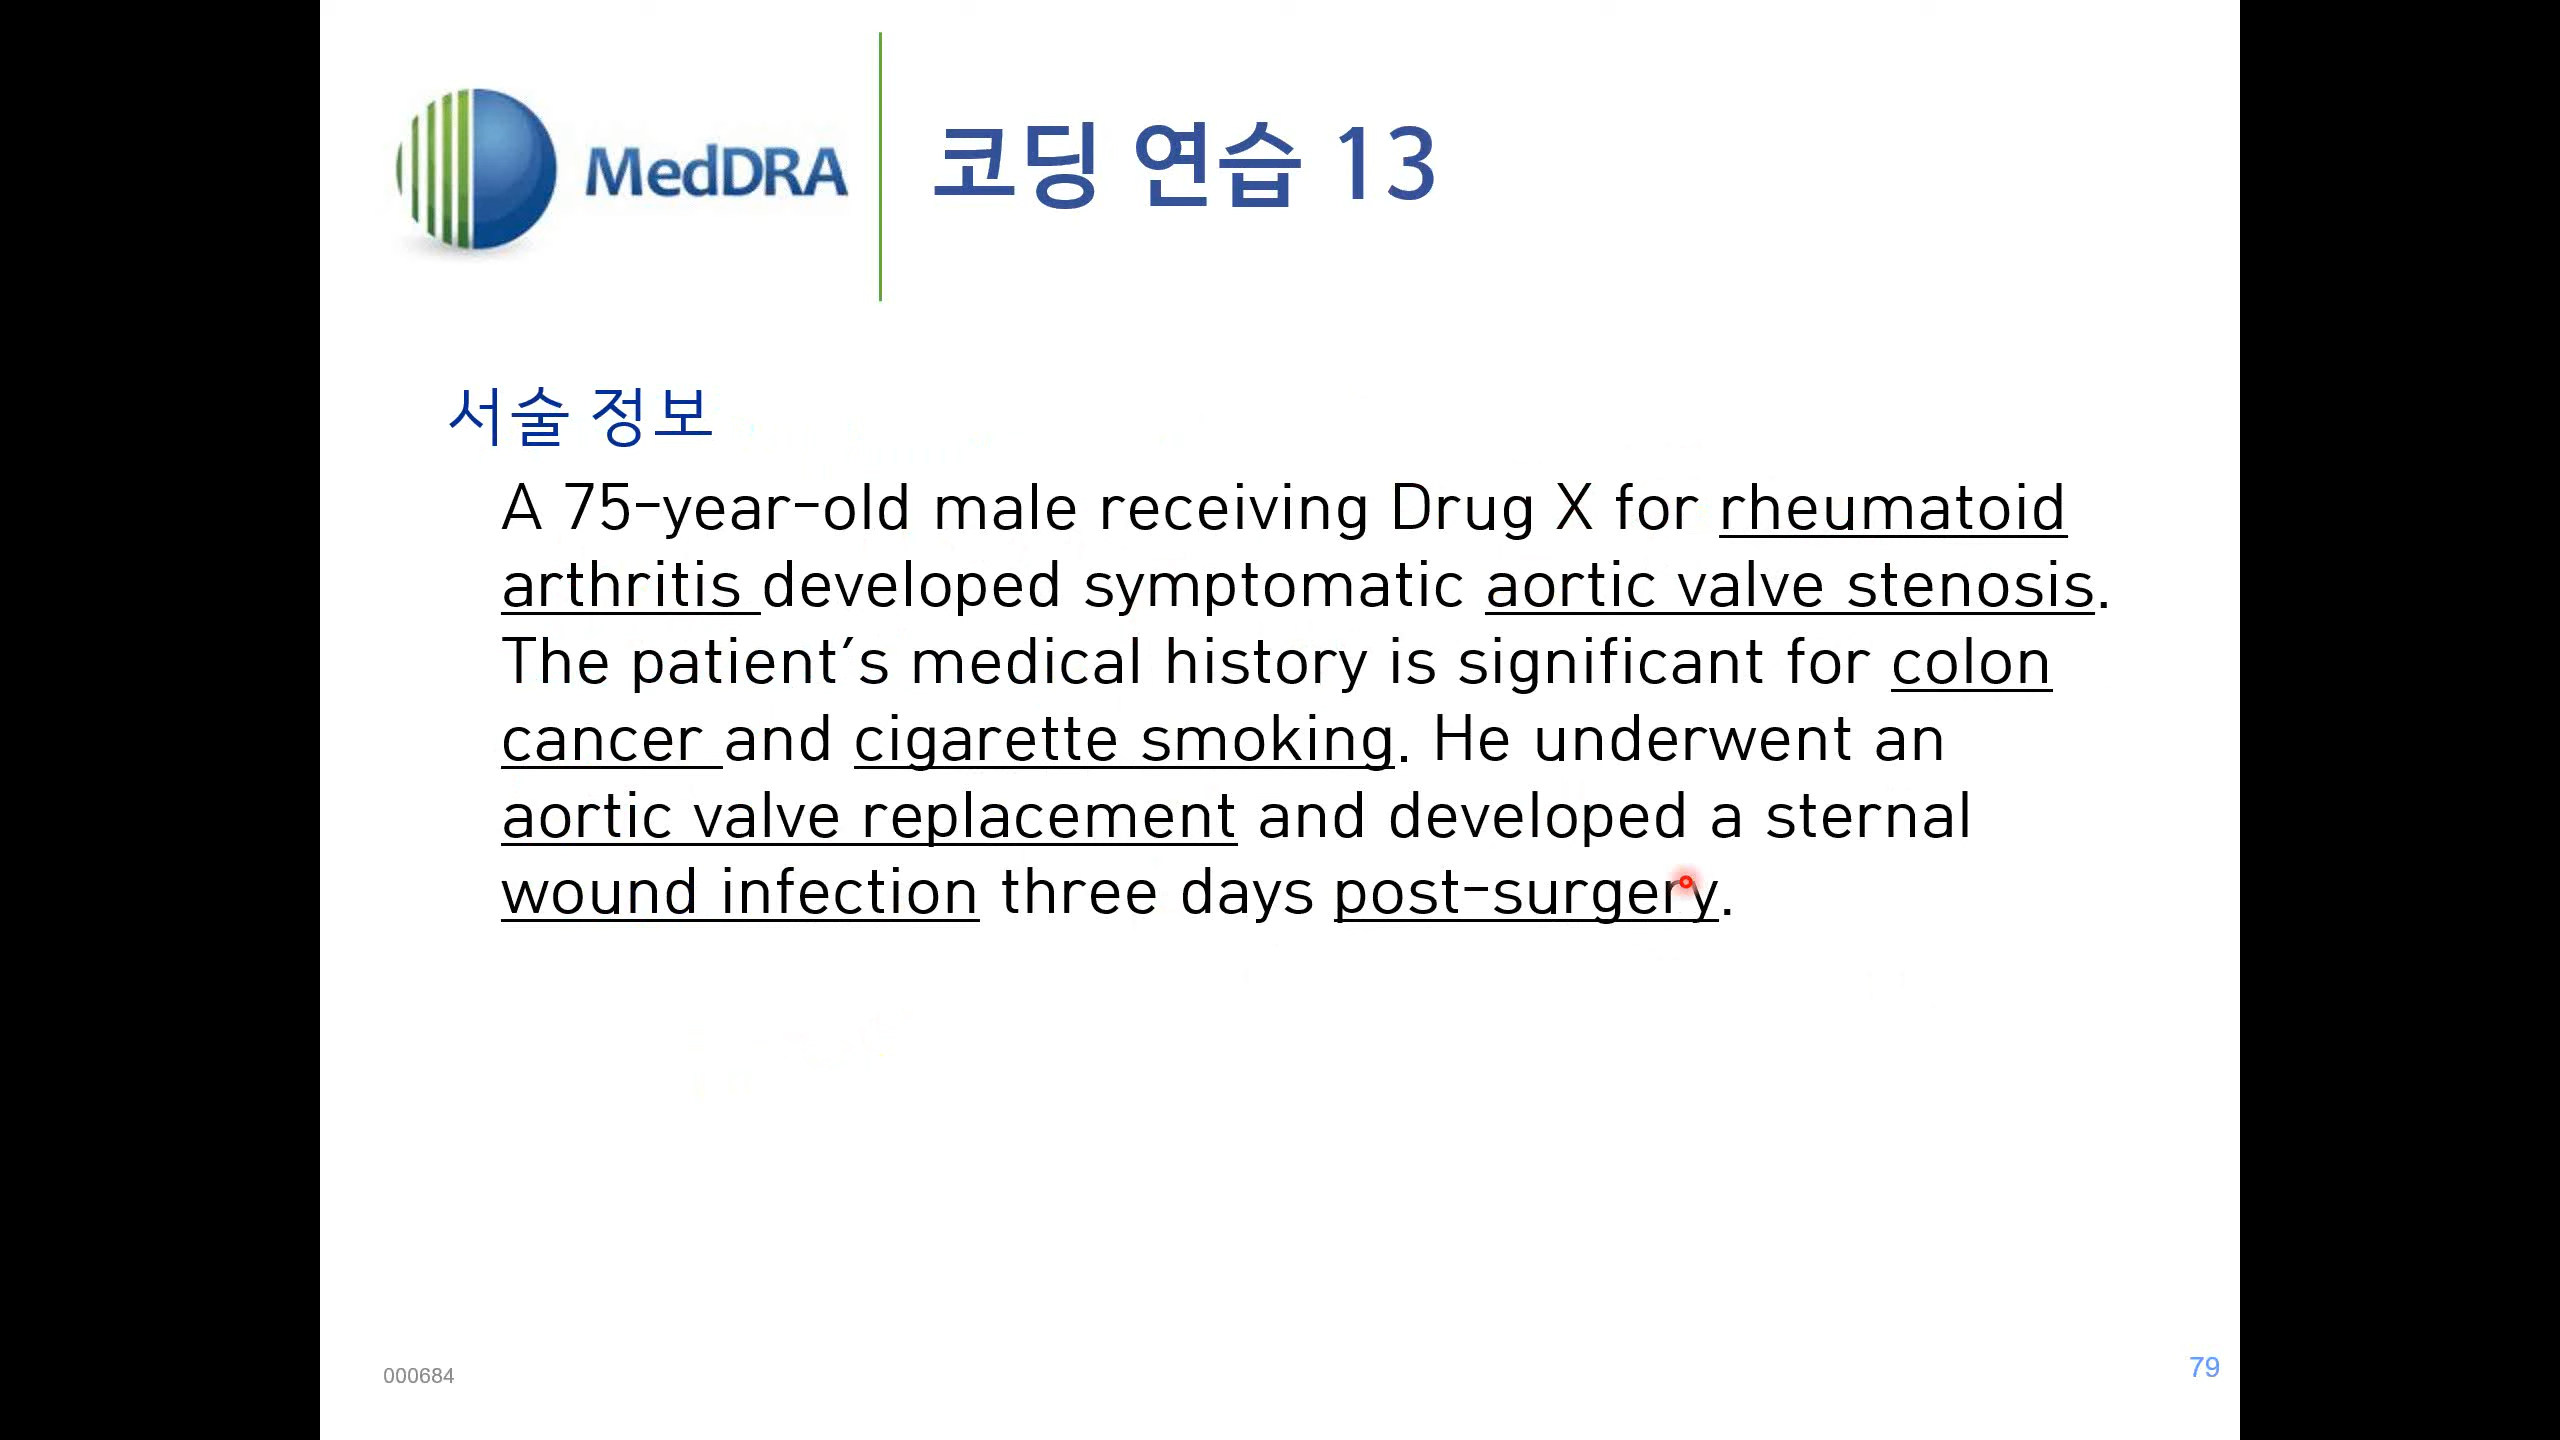 MedDRA
코딩 연습 13
서술 정보
A 75-year-old male receiving Drug X for rheumatoid
arthritis developed symptomatic aortic valve stenosis.
The patient’s medical history is significant for colon
cancer and cigarette smoking. He underwent an
aortic valve replacement and developed a sternal
wound infection three days post-surgery.
000684
79